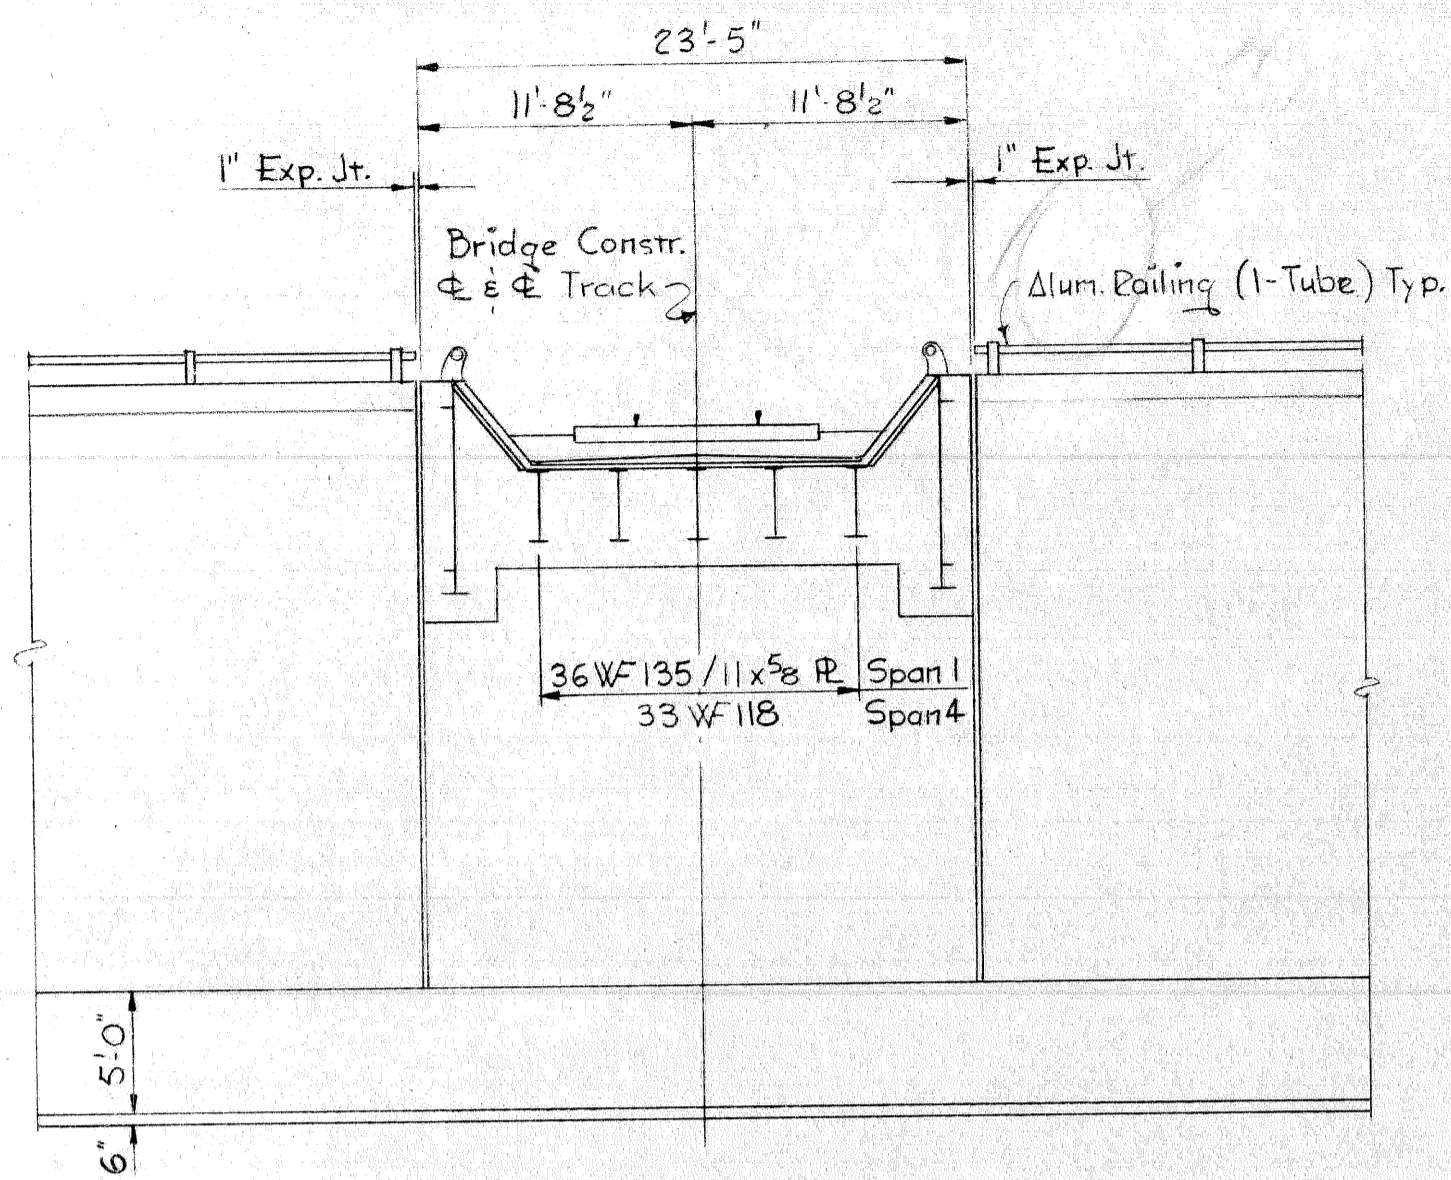 23'-5"
11'-8½" 11'-8½"
1" Exp. Jt. 1" Exp. Jt.
Bridge Constr.
℄ & ℄ Track
Alum. Railing (1-Tube) Typ.
36 WF 135 / 11 x 5/8 PL Span 1
33 WF 118 Span 4
5'-0"
6"